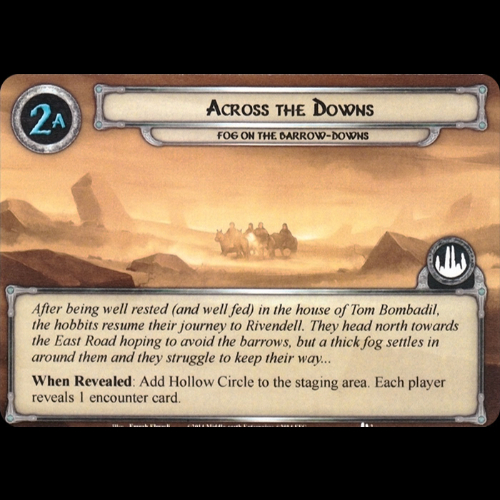 2A
Across the Downs
Fog on the Barrow-Downs
After being well rested (and well fed) in the house of Tom Bombadil,
the hobbits resume their journey to Rivendell. They head north towards
the East Road hoping to avoid the barrows, but a thick fog settles in
around them and they struggle to keep their way...
When Revealed: Add Hollow Circle to the staging area. Each player
reveals 1 encounter card.